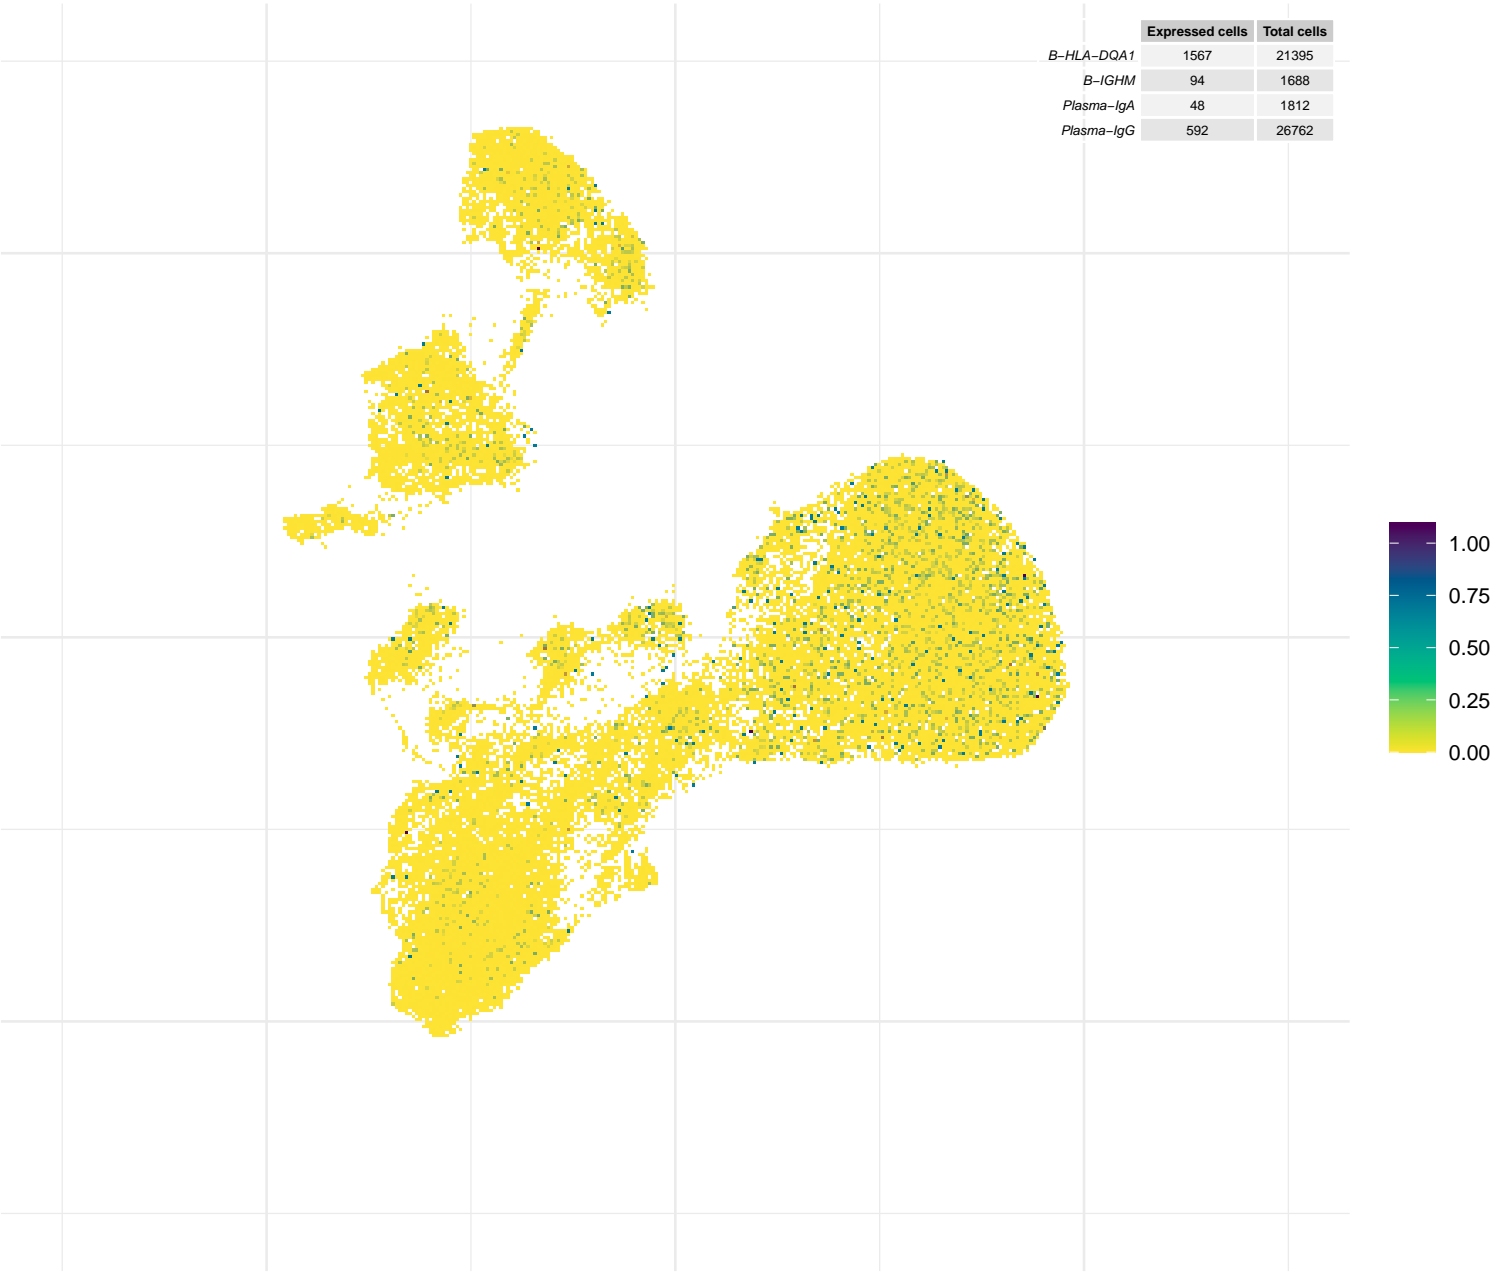 Expressed cells Total cells
B−HLA−DQA1 1567 21395
B−IGHM 94 1688
Plasma−IgA 48 1812
Plasma−IgG 592 26762
1.00
0.75
0.50
0.25
0.00